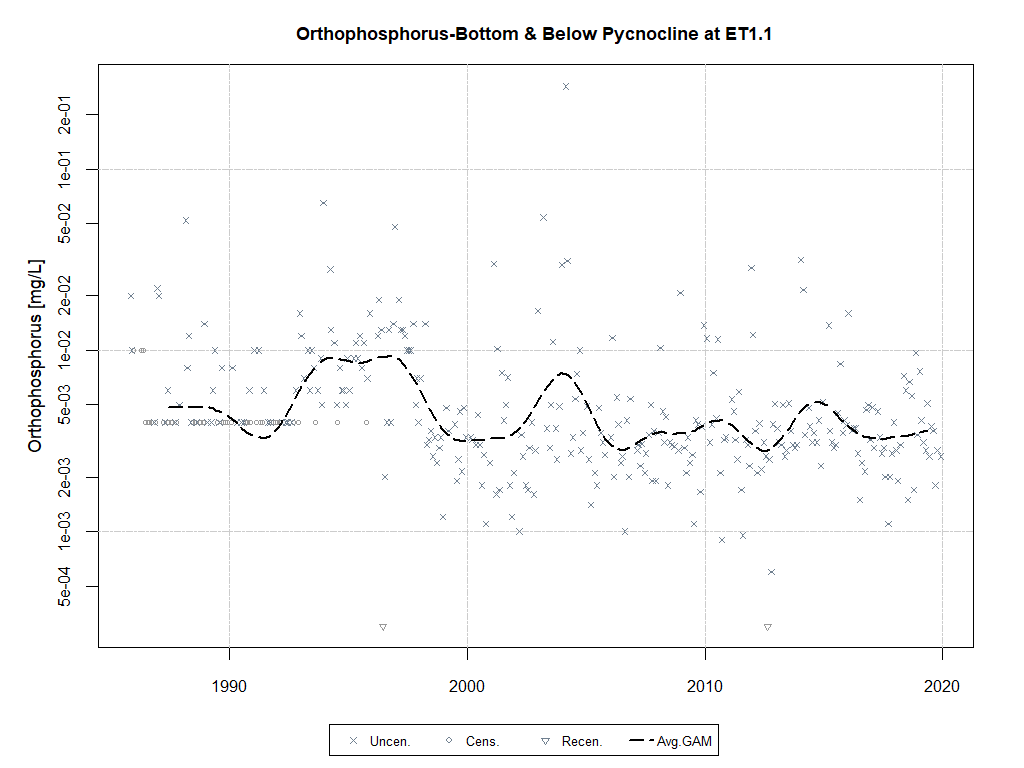 Orthophosphorus-Bottom & Below Pycnocline at ET1.1
Orthophosphorus [mg/L]
2e-01
1e-01
5e-02
2e-02
1e-02
5e-03
2e-03
1e-03
5e-04
1990 2000 2010 2020
Uncen. Cens. Recen. Avg.GAM